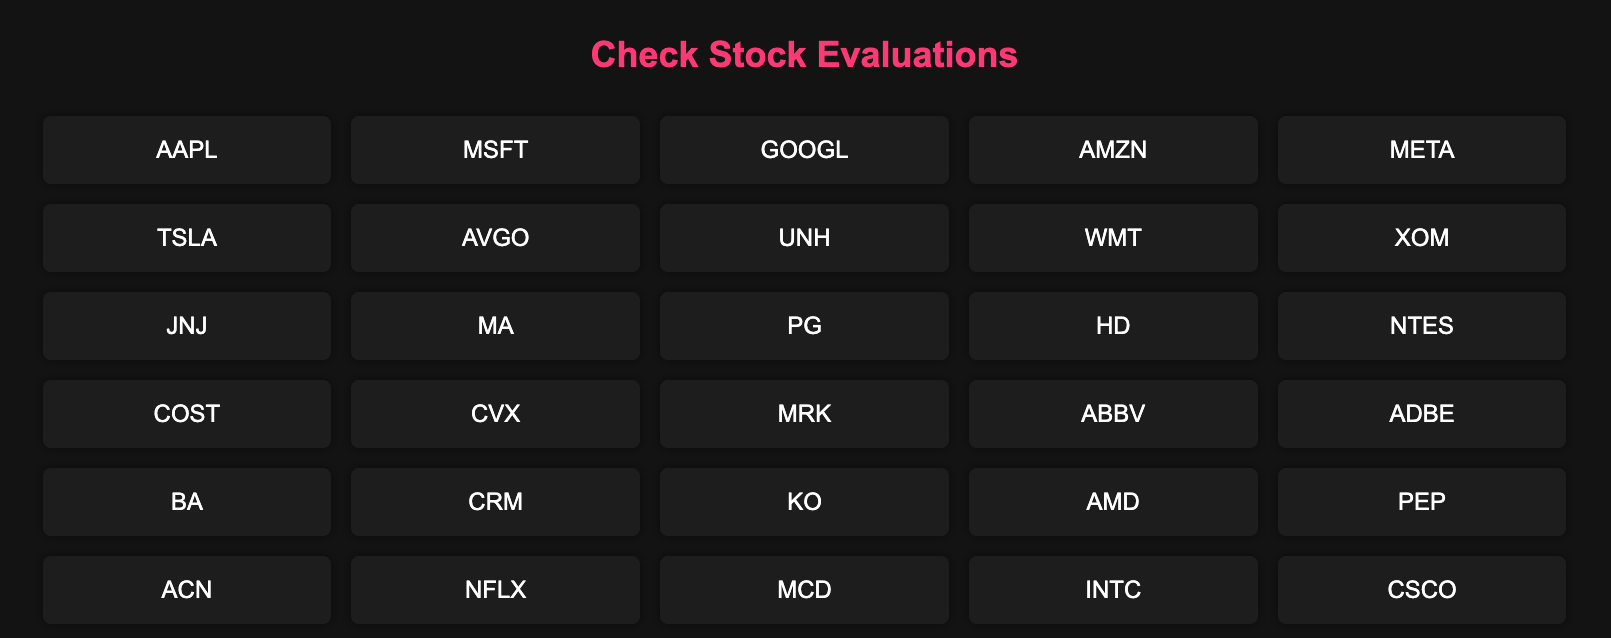 Check Stock Evaluations
AAPL MSFT GOOGL AMZN META
TSLA AVGO UNH WMT XOM
JNJ MA PG HD NTES
COST CVX MRK ABBV ADBE
BA CRM KO AMD PEP
ACN NFLX MCD INTC CSCO